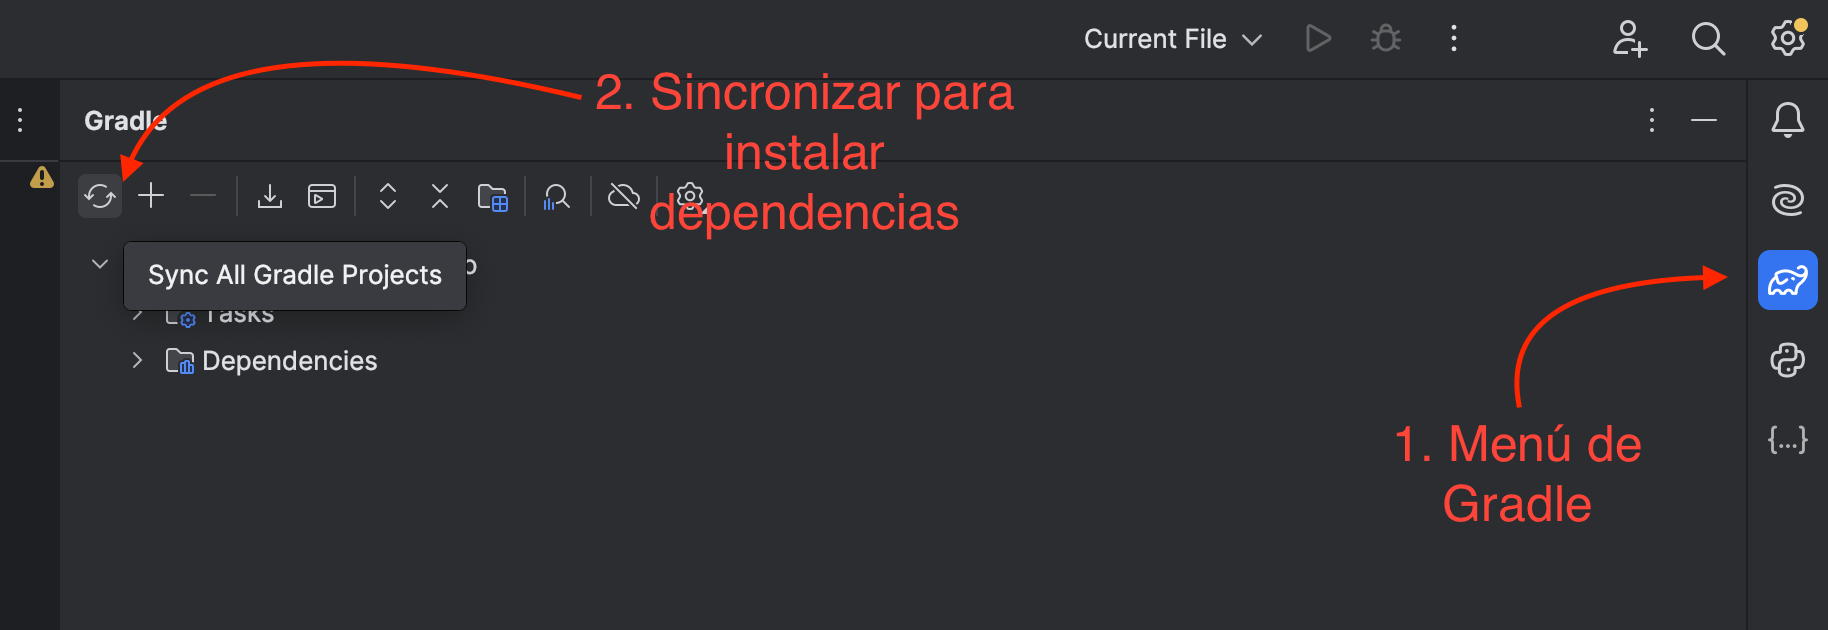 Current File
2. Sincronizar para
instalar
dependencias
Gradle
Sync All Gradle Projects
Tasks
Dependencies
1. Menú de
Gradle
{...}